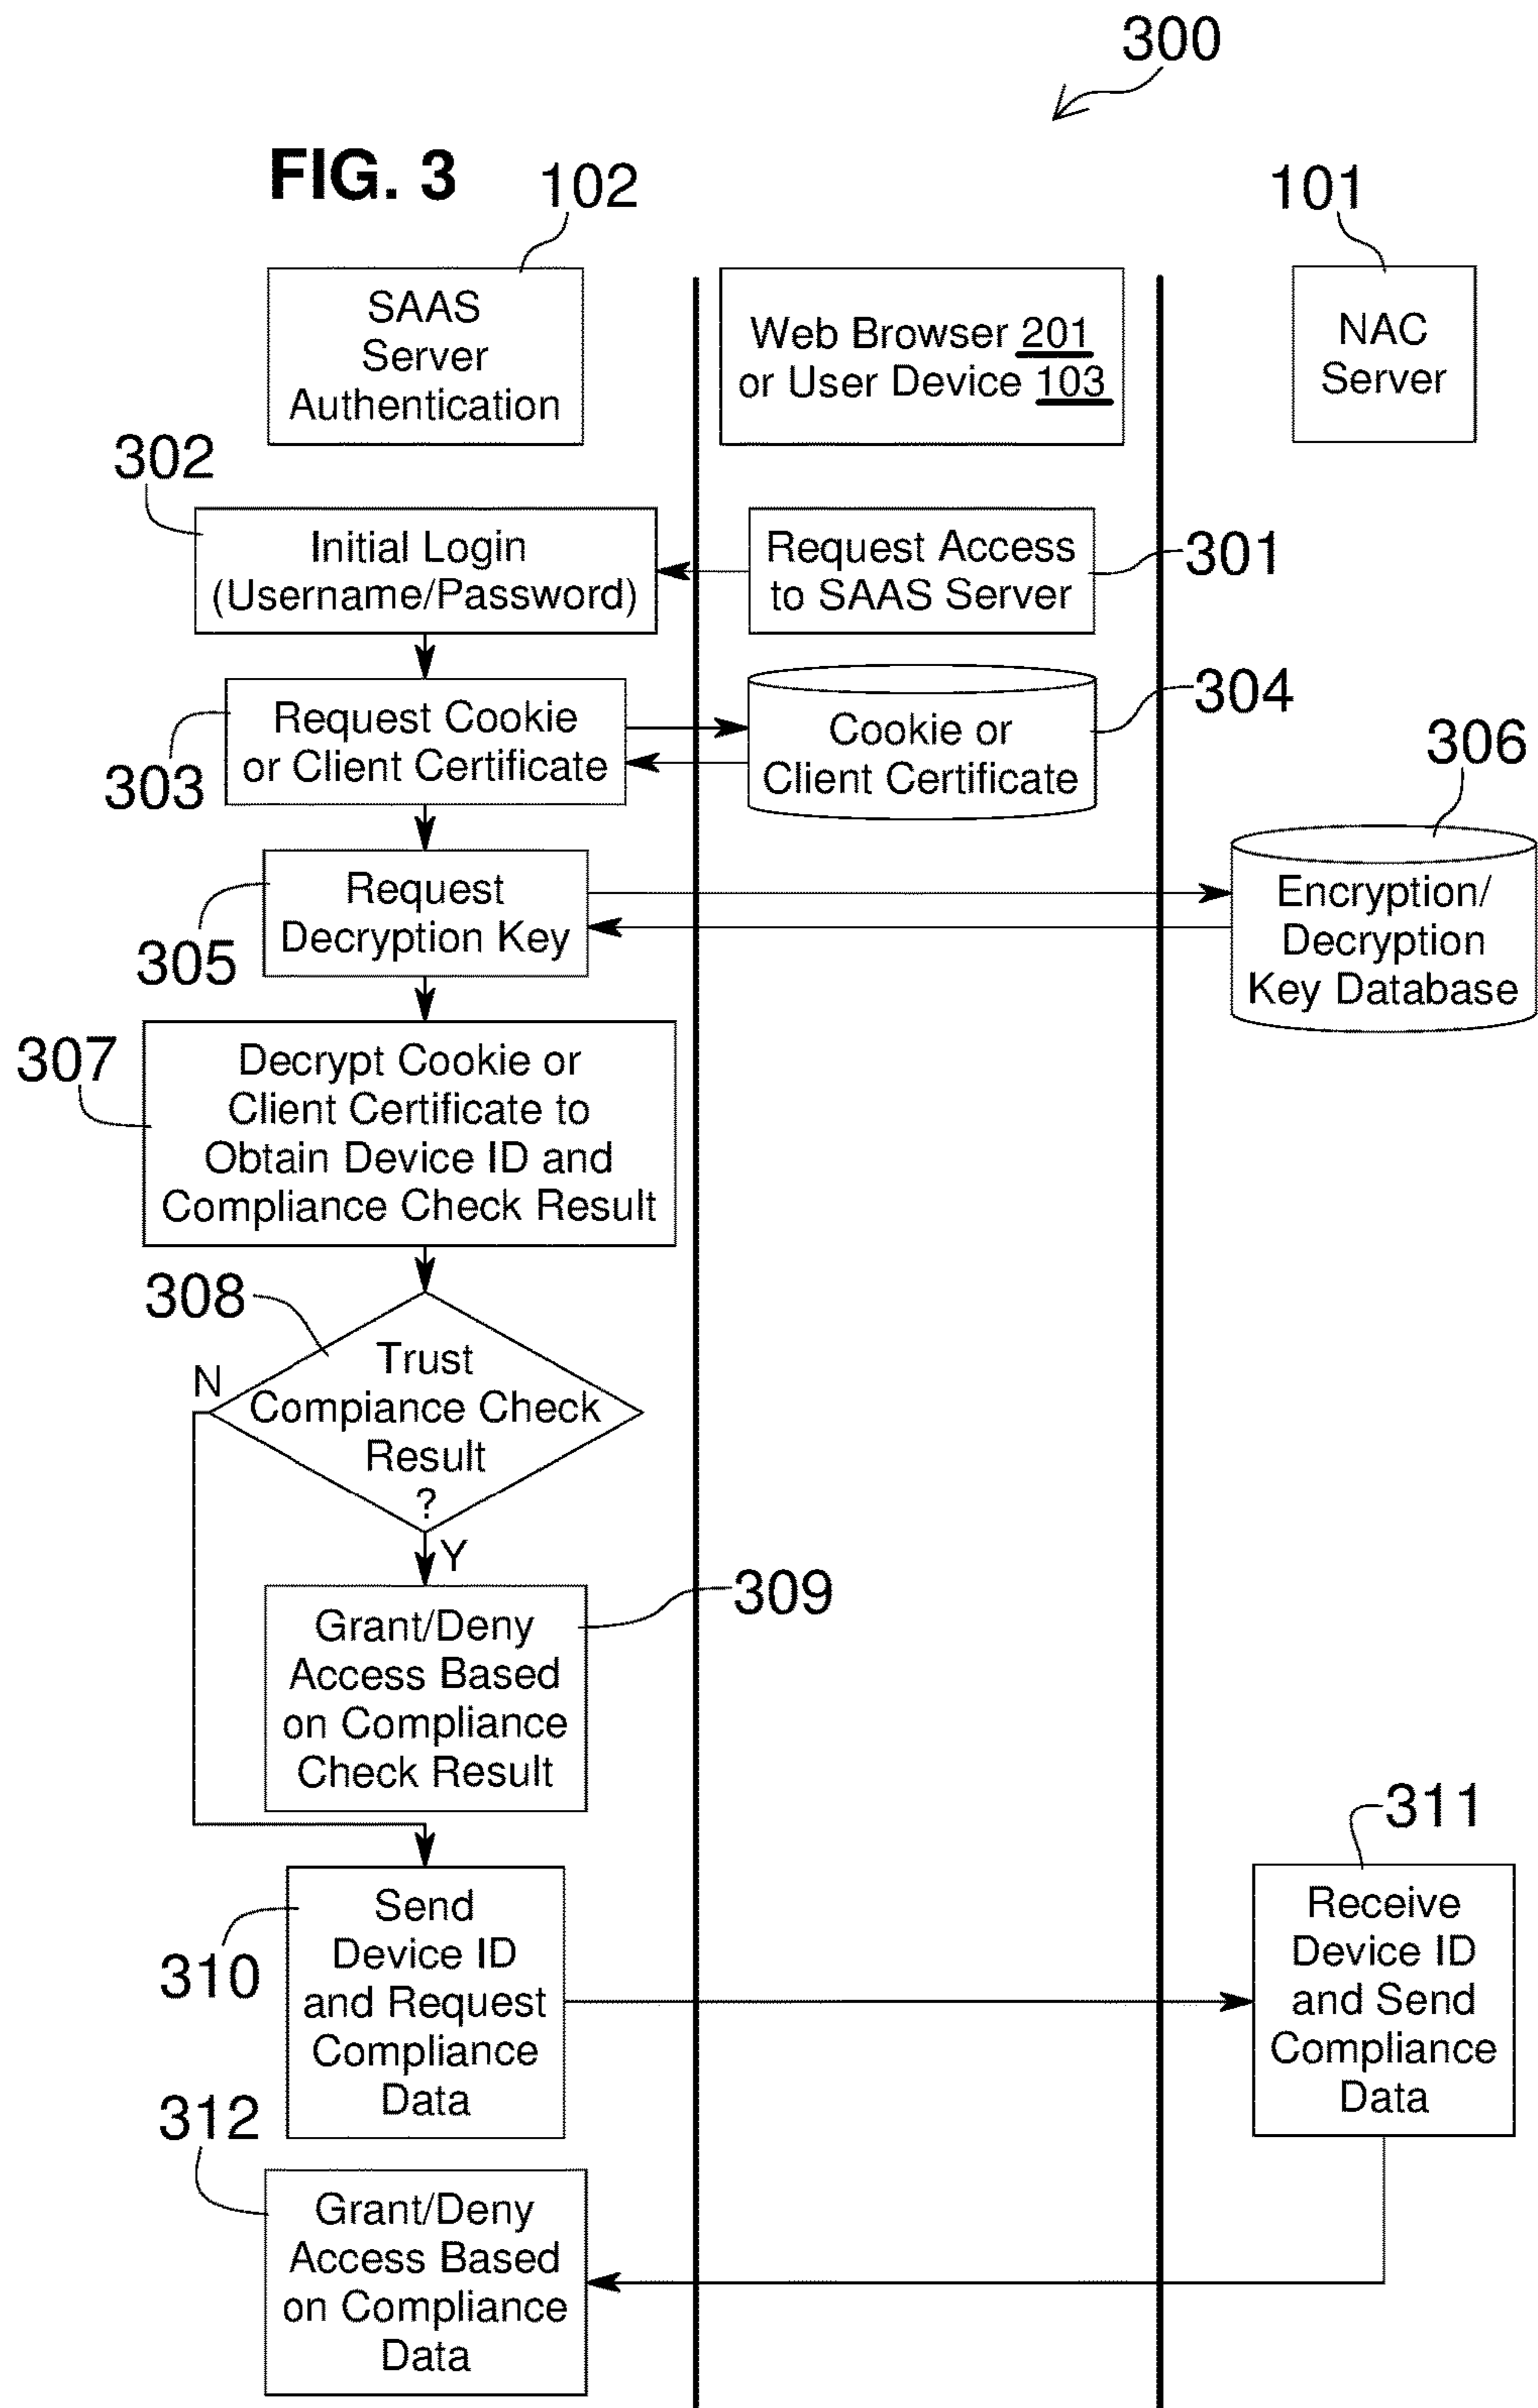 300
FIG. 3
102
101
SAAS
Server
Authentication
Web Browser 201
or User Device 103
NAC
Server
302
Initial Login
(Username/Password)
Request Access
to SAAS Server
301
303
Request Cookie
or Client Certificate
Cookie or
Client Certificate
304
306
305
Request
Decryption Key
Encryption/
Decryption
Key Database
307
Decrypt Cookie or
Client Certificate to
Obtain Device ID and
Compliance Check Result
308
N
Trust
Compiance Check
Result
?
Y
309
Grant/Deny
Access Based
on Compliance
Check Result
311
310
Send
Device ID
and Request
Compliance
Data
Receive
Device ID
and Send
Compliance
Data
312
Grant/Deny
Access Based
on Compliance
Data